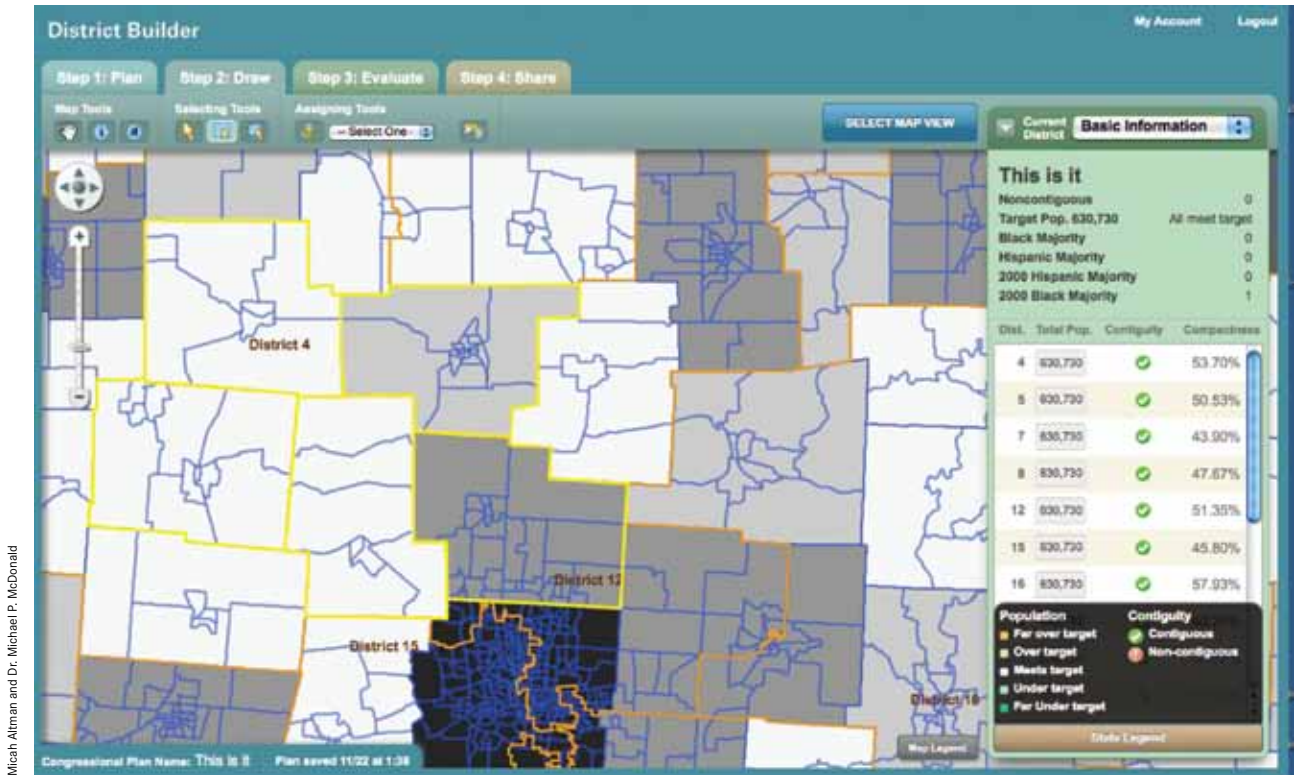 District Builder
My Account Logout
Step 1: Plan Step 2: Draw Step 3: Evaluate Step 4: Share
Map Tools Selecting Tools Assigning Tools
-- Select One -
SELECT MAP VIEW
Current District Basic Information
This is it
Noncontiguous 0
Target Pop. 630,730 All meet target
Black Majority 0
Hispanic Majority 0
2000 Hispanic Majority 0
2000 Black Majority 1
Dist. Total Pop. Contiguity Compactness
4 630,730 53.70%
5 630,730 50.53%
7 630,730 43.90%
8 630,730 47.67%
12 630,730 51.35%
15 630,730 45.80%
16 630,730 57.93%
Population Contiguity
Far over target Contiguous
Over target Non-contiguous
Meets target
Under target
Far Under target
State Legend
District 4
District 12
District 15
Map Legend
Congressional Plan Name: This is it Plan saved 11/22 at 1:38
Micah Altman and Dr. Michael P. McDonald